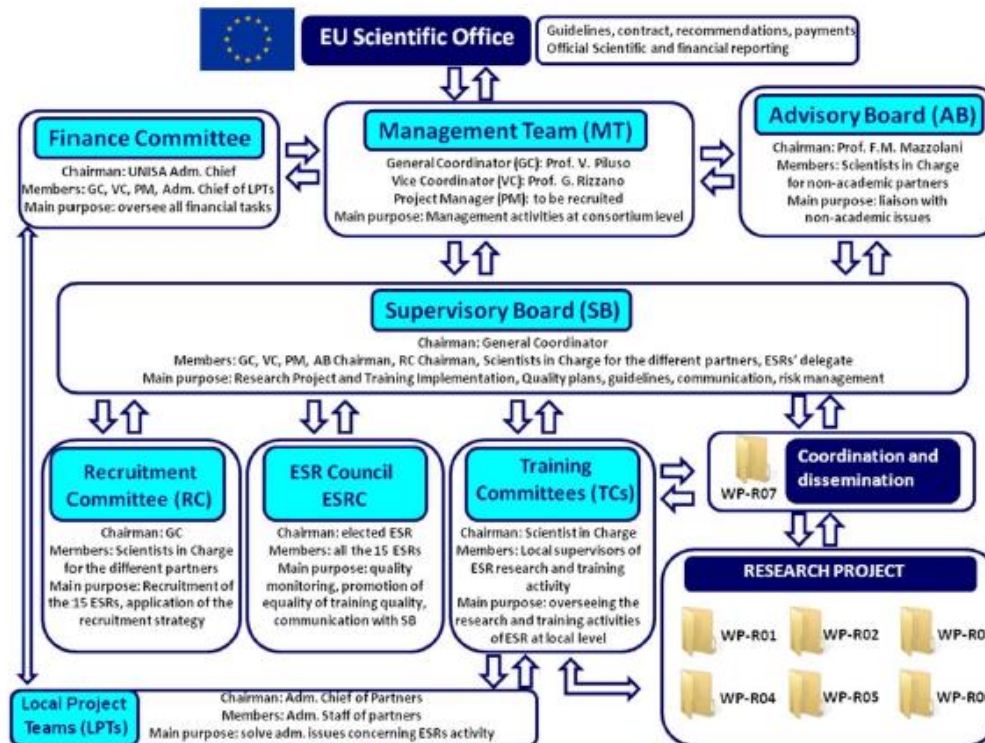 EU Scientific Office
Guidelines, contract, recommendations, payments
Official Scientific and financial reporting
Finance Committee
Chairman: UNISA Adm. Chief
Members: GC, VC, PM, Adm. Chief of LPTs
Main purpose: oversee all financial tasks
Management Team (MT)
General Coordinator (GC): Prof. V. Piluso
Vice Coordinator (VC): Prof. G. Rizzano
Project Manager (PM): to be recruited
Main purpose: Management activities at consortium level
Advisory Board (AB)
Chairman: Prof. F.M. Mazzolani
Members: Scientists in Charge
for non-academic partners
Main purpose: liaison with
non-academic issues
Supervisory Board (SB)
Chairman: General Coordinator
Members: GC, VC, PM, AB Chairman, RC Chairman, Scientists in Charge for the different partners, ESRs' delegate
Main purpose: Research Project and Training Implementation, Quality plans, guidelines, communication, risk management
Recruitment
Committee (RC)
Chairman: GC
Members: Scientists in Charge
for the different partners
Main purpose: Recruitment of
the 15 ESRs, application of the
recruitment strategy
ESR Council
ESRC
Chairman: elected ESR
Members: all the 15 ESRs
Main purpose: quality
monitoring, promotion of
equality of training quality,
communication with SB
Training
Committees (TCs)
Chairman: Scientist in Charge
Members: Local supervisors of
ESR research and training
activity
Main purpose: overseeing the
research and training activities
of ESR at local level
WP-R07
Coordination and
dissemination
RESEARCH PROJECT
WP-R01
WP-R02
WP-R0
WP-R04
WP-R05
WP-R0
Local Project
Teams (LPTs)
Chairman: Adm. Chief of Partners
Members: Adm. Staff of partners
Main purpose: solve adm. issues concerning ESRs activity